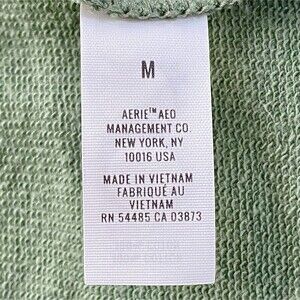 M
AERIE™ AEO
MANAGEMENT CO.
NEW YORK, NY
10016 USA
MADE IN VIETNAM
FABRIQUÉ AU
VIETNAM
RN 54485 CA 03873